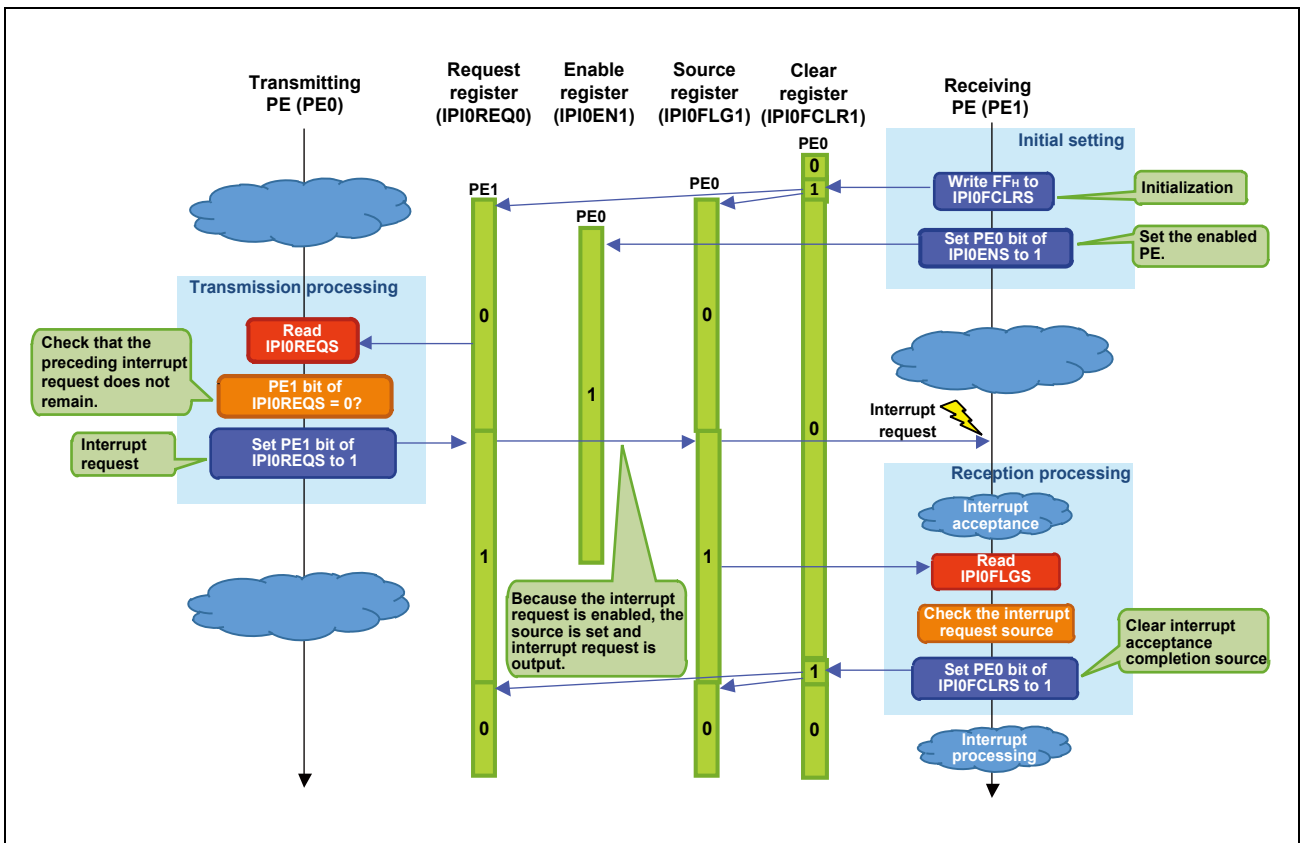 Transmitting
PE (PE0)
Request
register
(IPI0REQ0)
Enable
register
(IPI0EN1)
Source
register
(IPI0FLG1)
Clear
register
(IPI0FCLR1)
Receiving
PE (PE1)
PE0
0
1
Initial setting
Write FFH to
IPI0FCLRS
Initialization
PE1
PE0
PE0
Set PE0 bit of
IPI0ENS to 1
Set the enabled
PE.
Transmission processing
0
0
Read
IPI0REQS
Check that the
preceding interrupt
request does not
remain.
PE1 bit of
IPI0REQS = 0?
1
Interrupt
request
Set PE1 bit of
IPI0REQS to 1
0
Interrupt
request
Reception processing
Interrupt
acceptance
1
1
Read
IPI0FLGS
Because the interrupt
request is enabled, the
source is set and
interrupt request is
output.
Check the interrupt
request source
Clear interrupt
acceptance
completion source
1
Set PE0 bit of
IPI0FCLRS to 1
0
0
0
Interrupt
processing